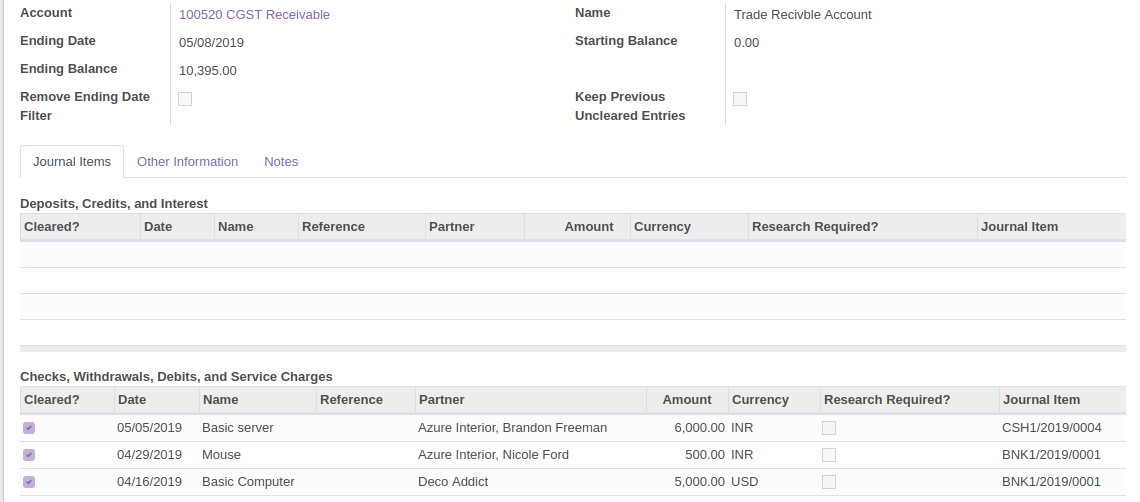 Account 100520 CGST Receivable Name Trade Recivble Account
Ending Date 05/08/2019 Starting Balance 0.00
Ending Balance 10,395.00
Remove Ending Date Keep Previous
Filter Uncleared Entries
Journal Items Other Information Notes
Deposits, Credits, and Interest
Cleared? Date Name Reference Partner Amount Currency Research Required? Journal Item
Checks, Withdrawals, Debits, and Service Charges
Cleared? Date Name Reference Partner Amount Currency Research Required? Journal Item
05/05/2019 Basic server Azure Interior, Brandon Freeman 6,000.00 INR CSH1/2019/0004
04/29/2019 Mouse Azure Interior, Nicole Ford 500.00 INR BNK1/2019/0001
04/16/2019 Basic Computer Deco Addict 5,000.00 USD BNK1/2019/0001